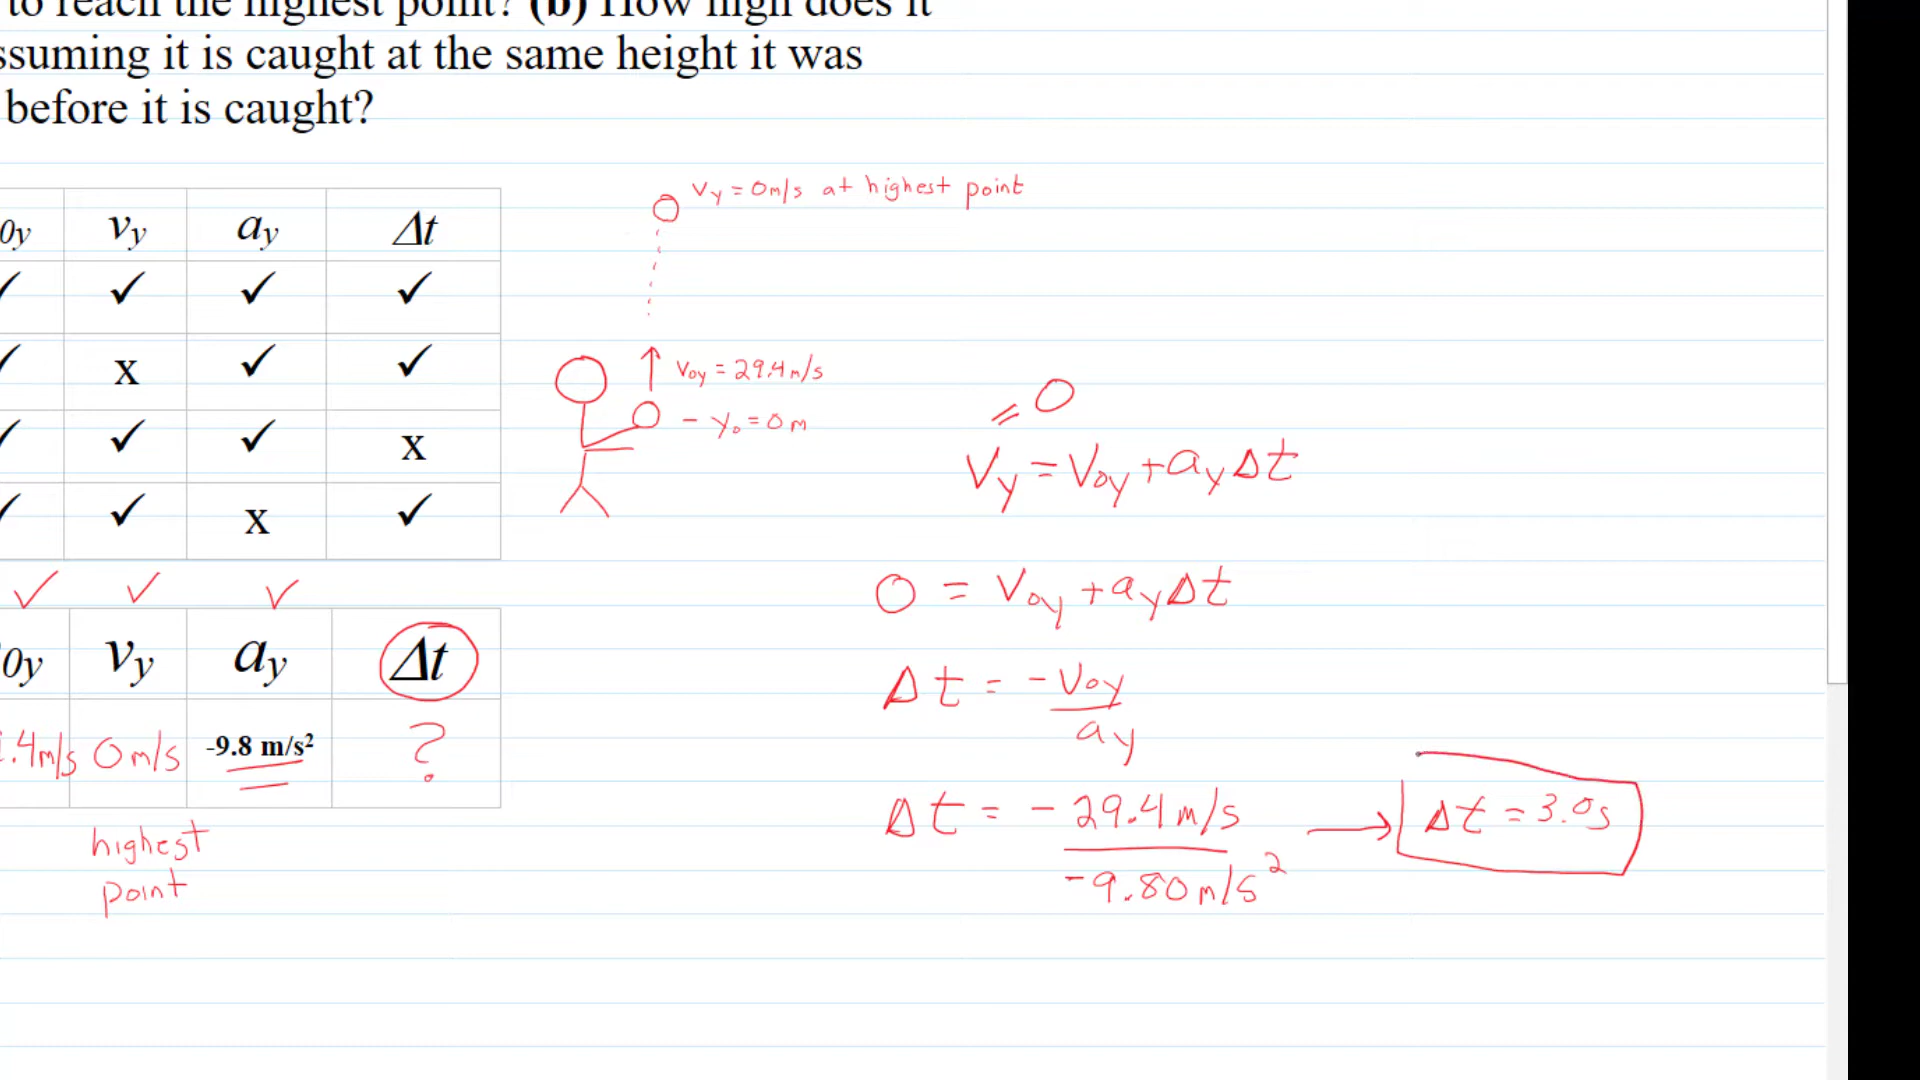 to reach the highest point? (b) How high does it
ssuming it is caught at the same height it was
before it is caught?
0y vy ay Δt
✓ ✓ ✓ ✓
✓ x ✓ ✓
✓ ✓ ✓ x
✓ ✓ x ✓
✓ ✓ ✓
0y vy ay Δt
.4m/s 0m/s -9.8 m/s² ?
highest
point
Vy = 0m/s at highest point
Voy = 29.4m/s
- y₀ = 0m
= 0
Vy = Voy + ay Δt
0 = Voy + ay Δt
Δt = -Voy
ay
Δt = - 29.4 m/s
-9.80 m/s²
→ Δt = 3.0s